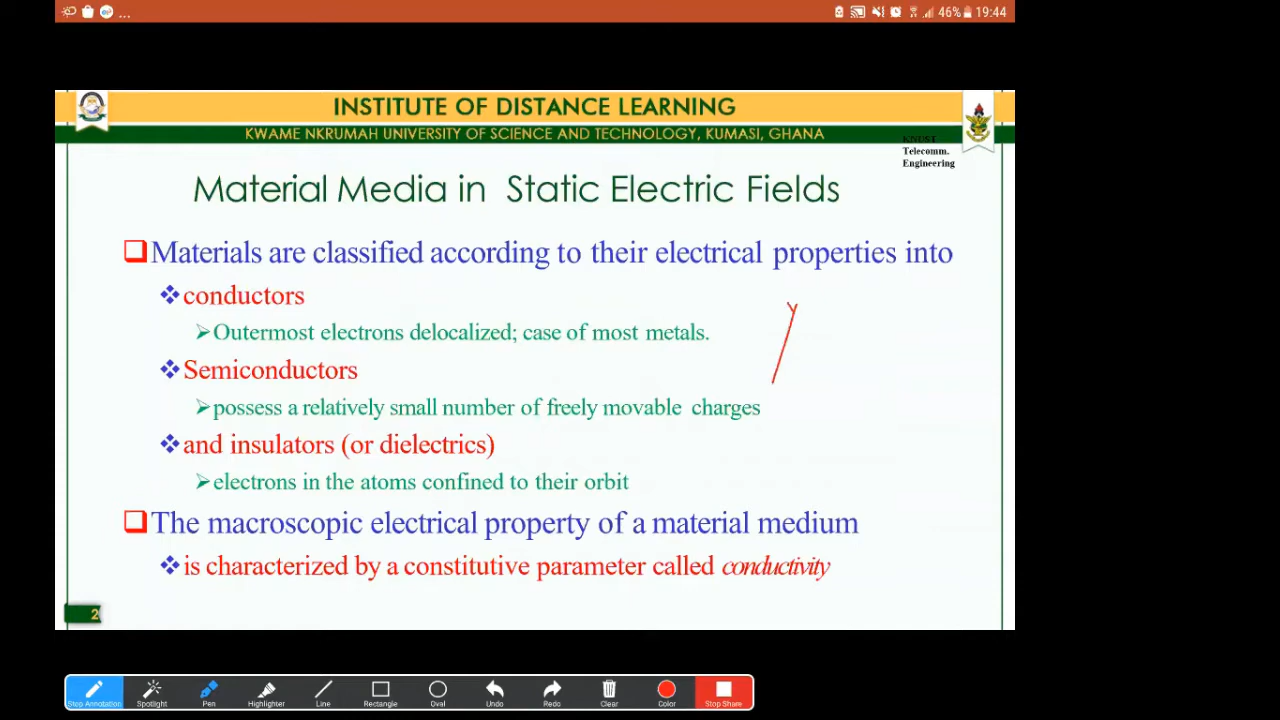 ...
46% 19:44
INSTITUTE OF DISTANCE LEARNING
KWAME NKRUMAH UNIVERSITY OF SCIENCE AND TECHNOLOGY, KUMASI, GHANA
KNUST
Telecomm.
Engineering
Material Media in Static Electric Fields
Materials are classified according to their electrical properties into
conductors
Outermost electrons delocalized; case of most metals.
Semiconductors
possess a relatively small number of freely movable charges
and insulators (or dielectrics)
electrons in the atoms confined to their orbit
The macroscopic electrical property of a material medium
is characterized by a constitutive parameter called conductivity
2
Stop Annotation Spotlight Pen Highlighter Line Rectangle Oval Undo Redo Clear Color Stop Share